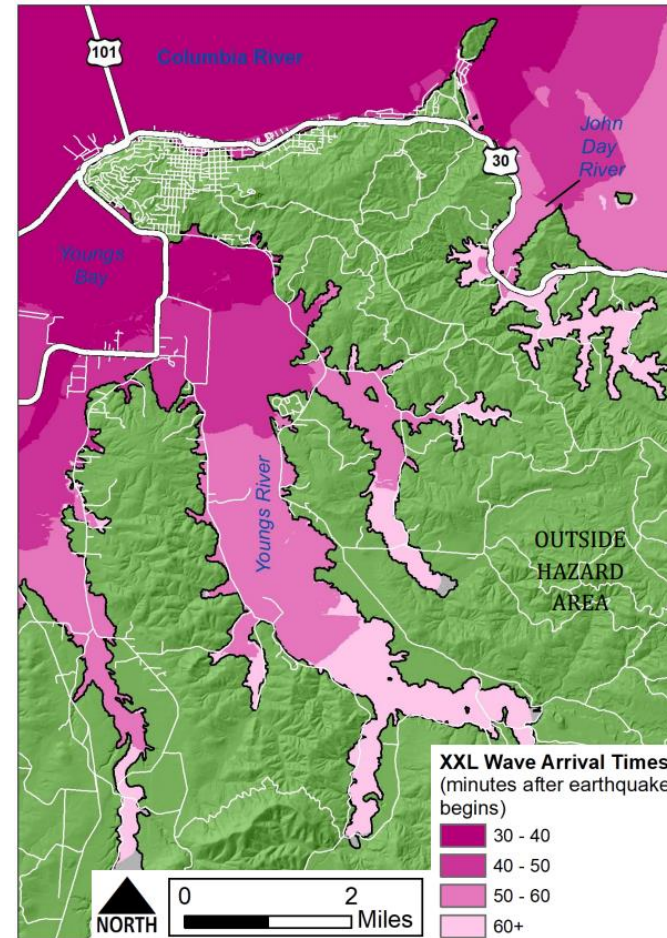 101
Columbia River
John
Day
River
30
Youngs
Bay
Youngs River
OUTSIDE
HAZARD
AREA
XXL Wave Arrival Times
(minutes after earthquake
begins)
30 - 40
40 - 50
50 - 60
60+
NORTH
0 2
Miles